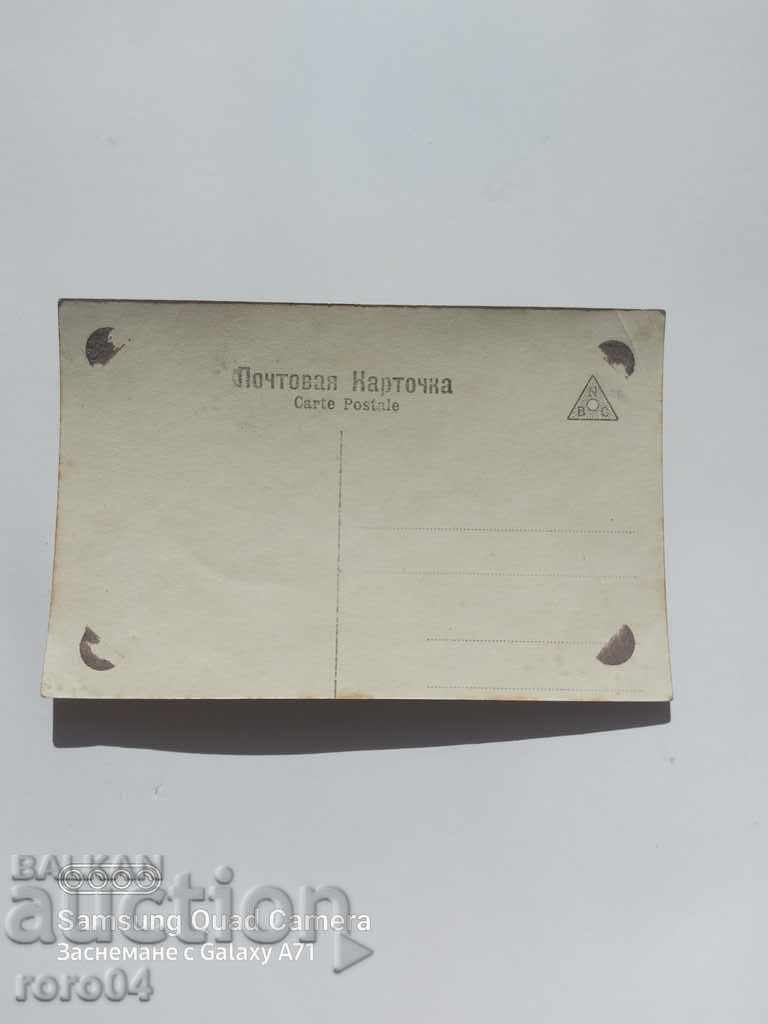 Почтовая Карточка
Carte Postale
N
B C
BALKAN
auction
Samsung Quad Camera
Заснемане с Galaxy A71
roro04